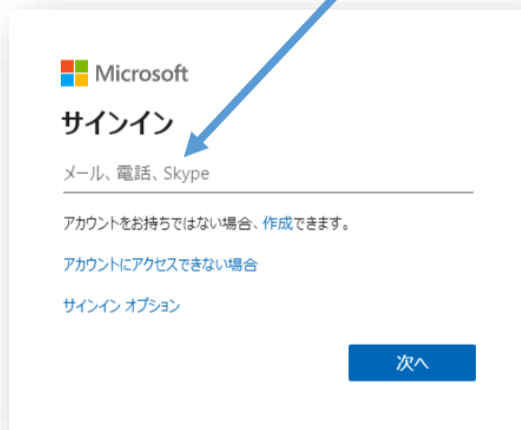 Microsoft
サインイン
メール、電話、Skype
アカウントをお持ちではない場合、作成できます。
アカウントにアクセスできない場合
サインイン オプション
次へ